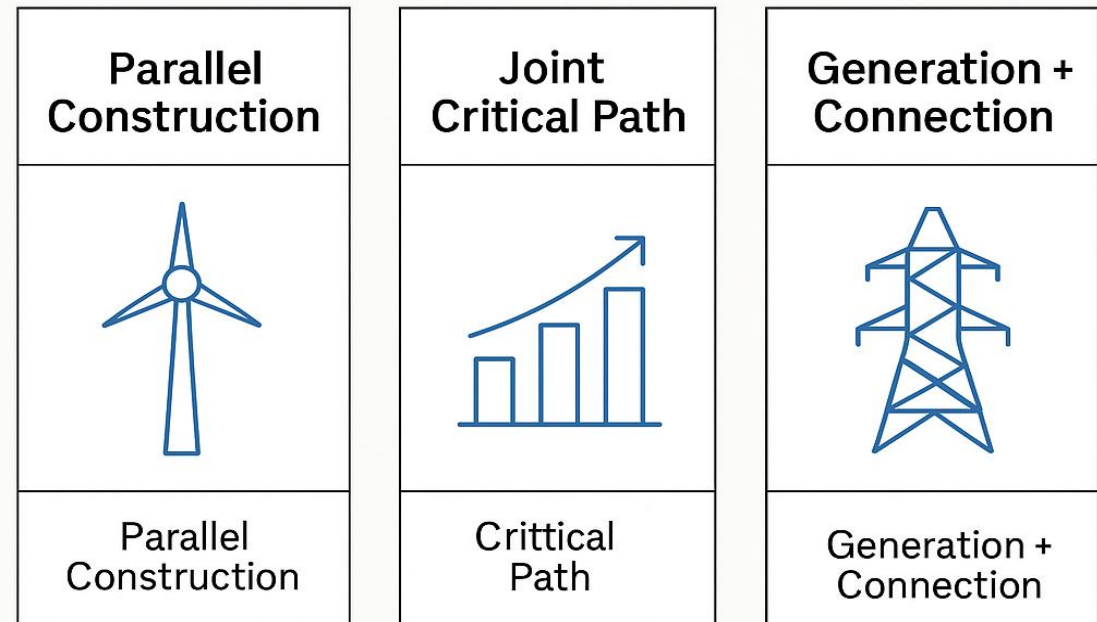 Parallel
Construction
Joint
Critical Path
Generation +
Connection
Parallel
Construction
Crittical
Path
Generation +
Connection